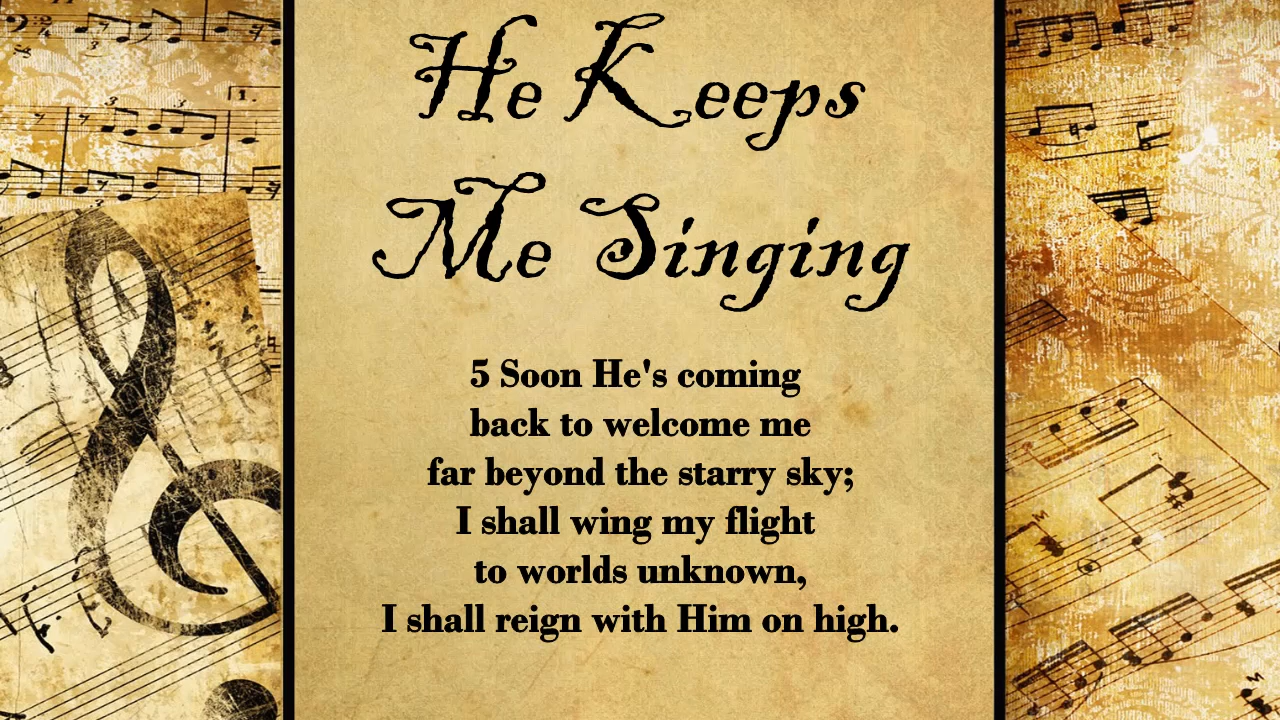 He Keeps
Me Singing
5 Soon He's coming
back to welcome me
far beyond the starry sky;
I shall wing my flight
to worlds unknown,
I shall reign with Him on high.